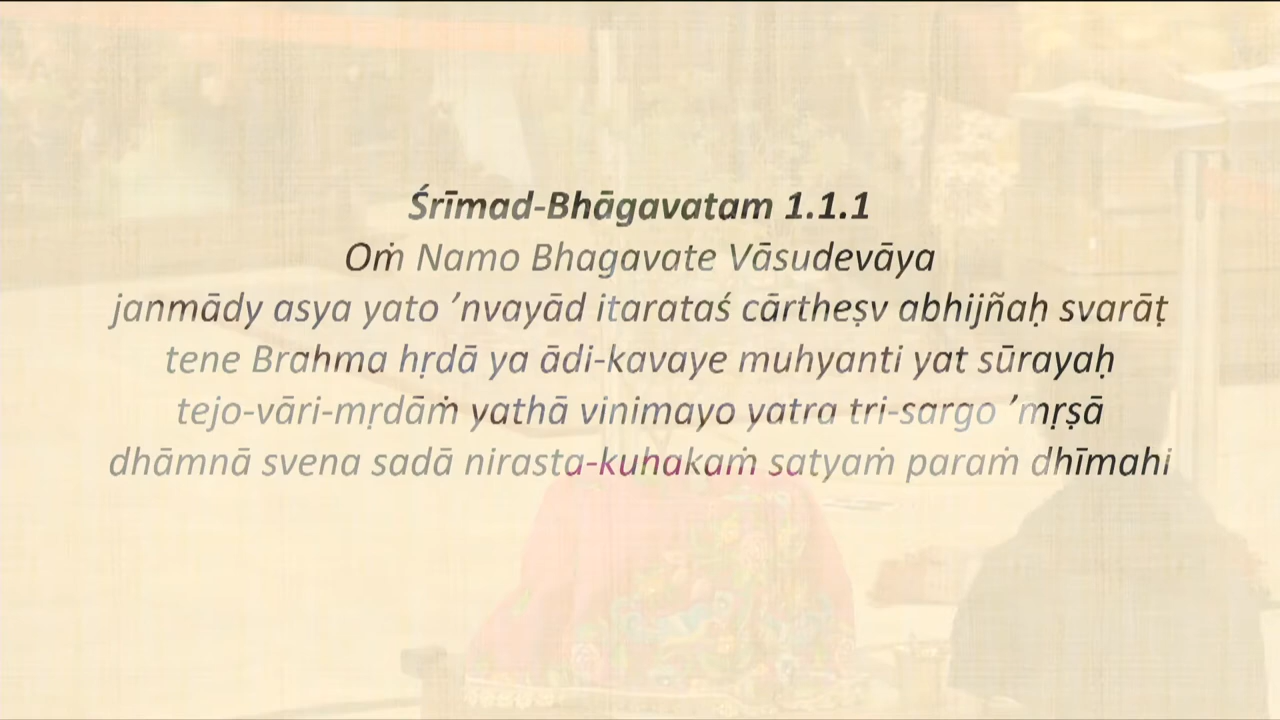 Śrīmad-Bhāgavatam 1.1.1
Oṁ Namo Bhagavate Vāsudevāya
janmādy asya yato ’nvayād itarataś cārtheṣv abhijñaḥ svarāṭ
tene Brahma hṛdā ya ādi-kavaye muhyanti yat sūrayaḥ
tejo-vāri-mṛdāṁ yathā vinimayo yatra tri-sargo ’mṛṣā
dhāmnā svena sadā nirasta-kuhakaṁ satyaṁ paraṁ dhīmahi